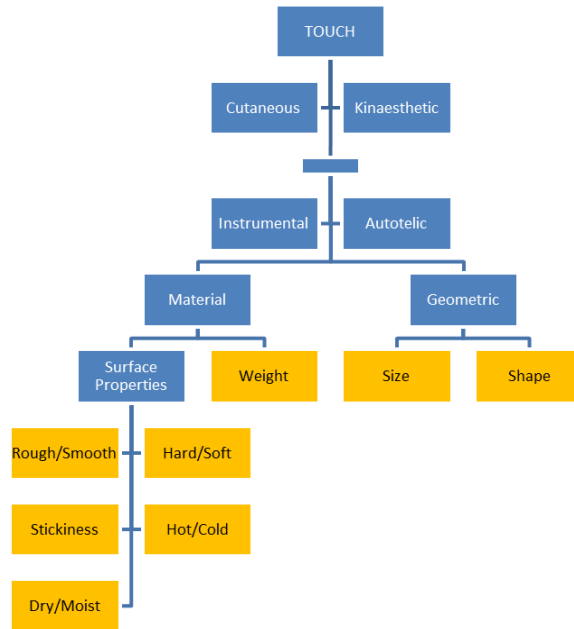 TOUCH
Cutaneous
Kinaesthetic
Instrumental
Autotelic
Material
Geometric
Surface
Properties
Weight
Size
Shape
Rough/Smooth
Hard/Soft
Stickiness
Hot/Cold
Dry/Moist